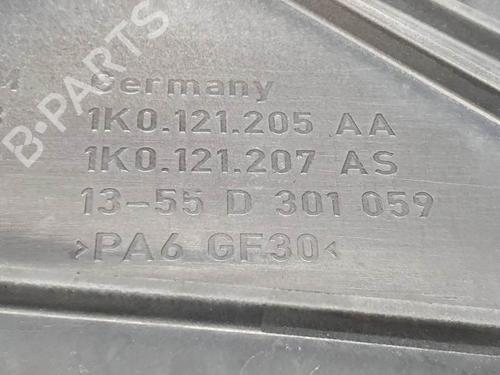 B-PARTS
M Germany
1K0.121.205 AA
1K0.121.207 AS
13-55 D 301 059
>PA6 GF30<